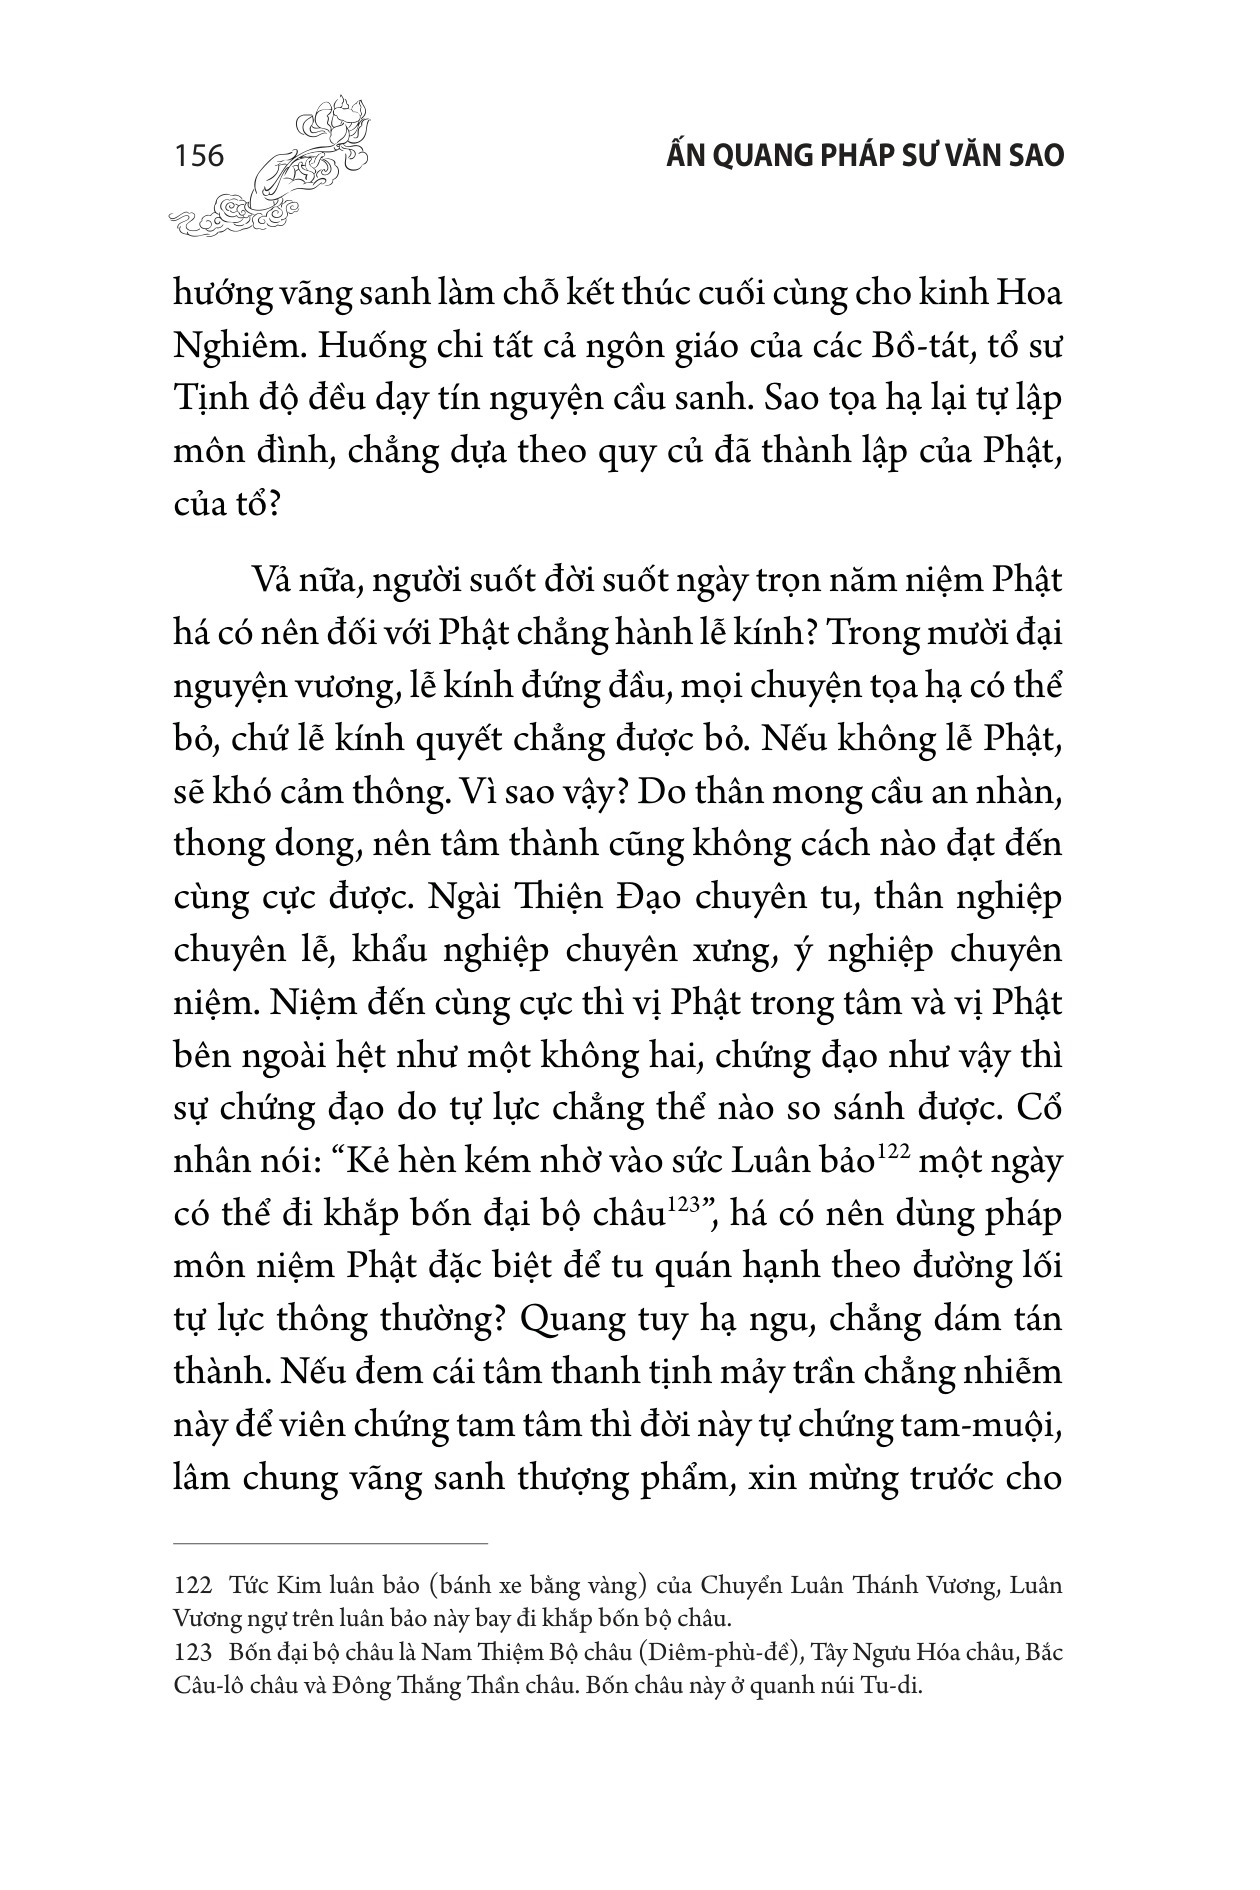 156
ẤN QUANG PHÁP SƯ VĂN SAO
hướng vãng sanh làm chỗ kết thúc cuối cùng cho kinh Hoa
Nghiêm. Huống chi tất cả ngôn giáo của các Bồ-tát, tổ sư
Tịnh độ đều dạy tín nguyện cầu sanh. Sao tọa hạ lại tự lập
môn đình, chẳng dựa theo quy củ đã thành lập của Phật,
của tổ?
Vả nữa, người suốt đời suốt ngày trọn năm niệm Phật
há có nên đối với Phật chẳng hành lễ kính? Trong mười đại
nguyện vương, lễ kính đứng đầu, mọi chuyện tọa hạ có thể
bỏ, chứ lễ kính quyết chẳng được bỏ. Nếu không lễ Phật,
sẽ khó cảm thông. Vì sao vậy? Do thân mong cầu an nhàn,
thong dong, nên tâm thành cũng không cách nào đạt đến
cùng cực được. Ngài Thiện Đạo chuyên tu, thân nghiệp
chuyên lễ, khẩu nghiệp chuyên xưng, ý nghiệp chuyên
niệm. Niệm đến cùng cực thì vị Phật trong tâm và vị Phật
bên ngoài hệt như một không hai, chứng đạo như vậy thì
sự chứng đạo do tự lực chẳng thể nào so sánh được. Cổ
nhân nói: “Kẻ hèn kém nhờ vào sức Luân bảo122 một ngày
có thể đi khắp bốn đại bộ châu123”, há có nên dùng pháp
môn niệm Phật đặc biệt để tu quán hạnh theo đường lối
tự lực thông thường? Quang tuy hạ ngu, chẳng dám tán
thành. Nếu đem cái tâm thanh tịnh mảy trần chẳng nhiễm
này để viên chứng tam tâm thì đời này tự chứng tam-muội,
lâm chung vãng sanh thượng phẩm, xin mừng trước cho
122 Tức Kim luân bảo (bánh xe bằng vàng) của Chuyển Luân Thánh Vương, Luân
Vương ngự trên luân bảo này bay đi khắp bốn bộ châu.
123 Bốn đại bộ châu là Nam Thiệm Bộ châu (Diêm-phù-đề), Tây Ngưu Hóa châu, Bắc
Câu-lô châu và Đông Thắng Thần châu. Bốn châu này ở quanh núi Tu-di.